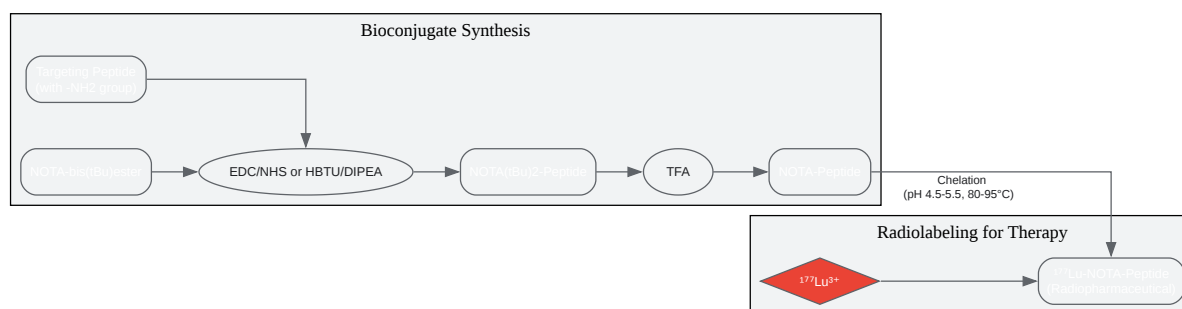 Bioconjugate Synthesis
Targeting Peptide
(with -NH2 group)
NOTA-bis(tBu)ester
EDC/NHS or HBTU/DIPEA
NOTA(tBu)2-Peptide
TFA
NOTA-Peptide
Chelation
(pH 4.5-5.5, 80-95°C)
Radiolabeling for Therapy
¹⁷⁷Lu³⁺
¹⁷⁷Lu-NOTA-Peptide
(Radiopharmaceutical)